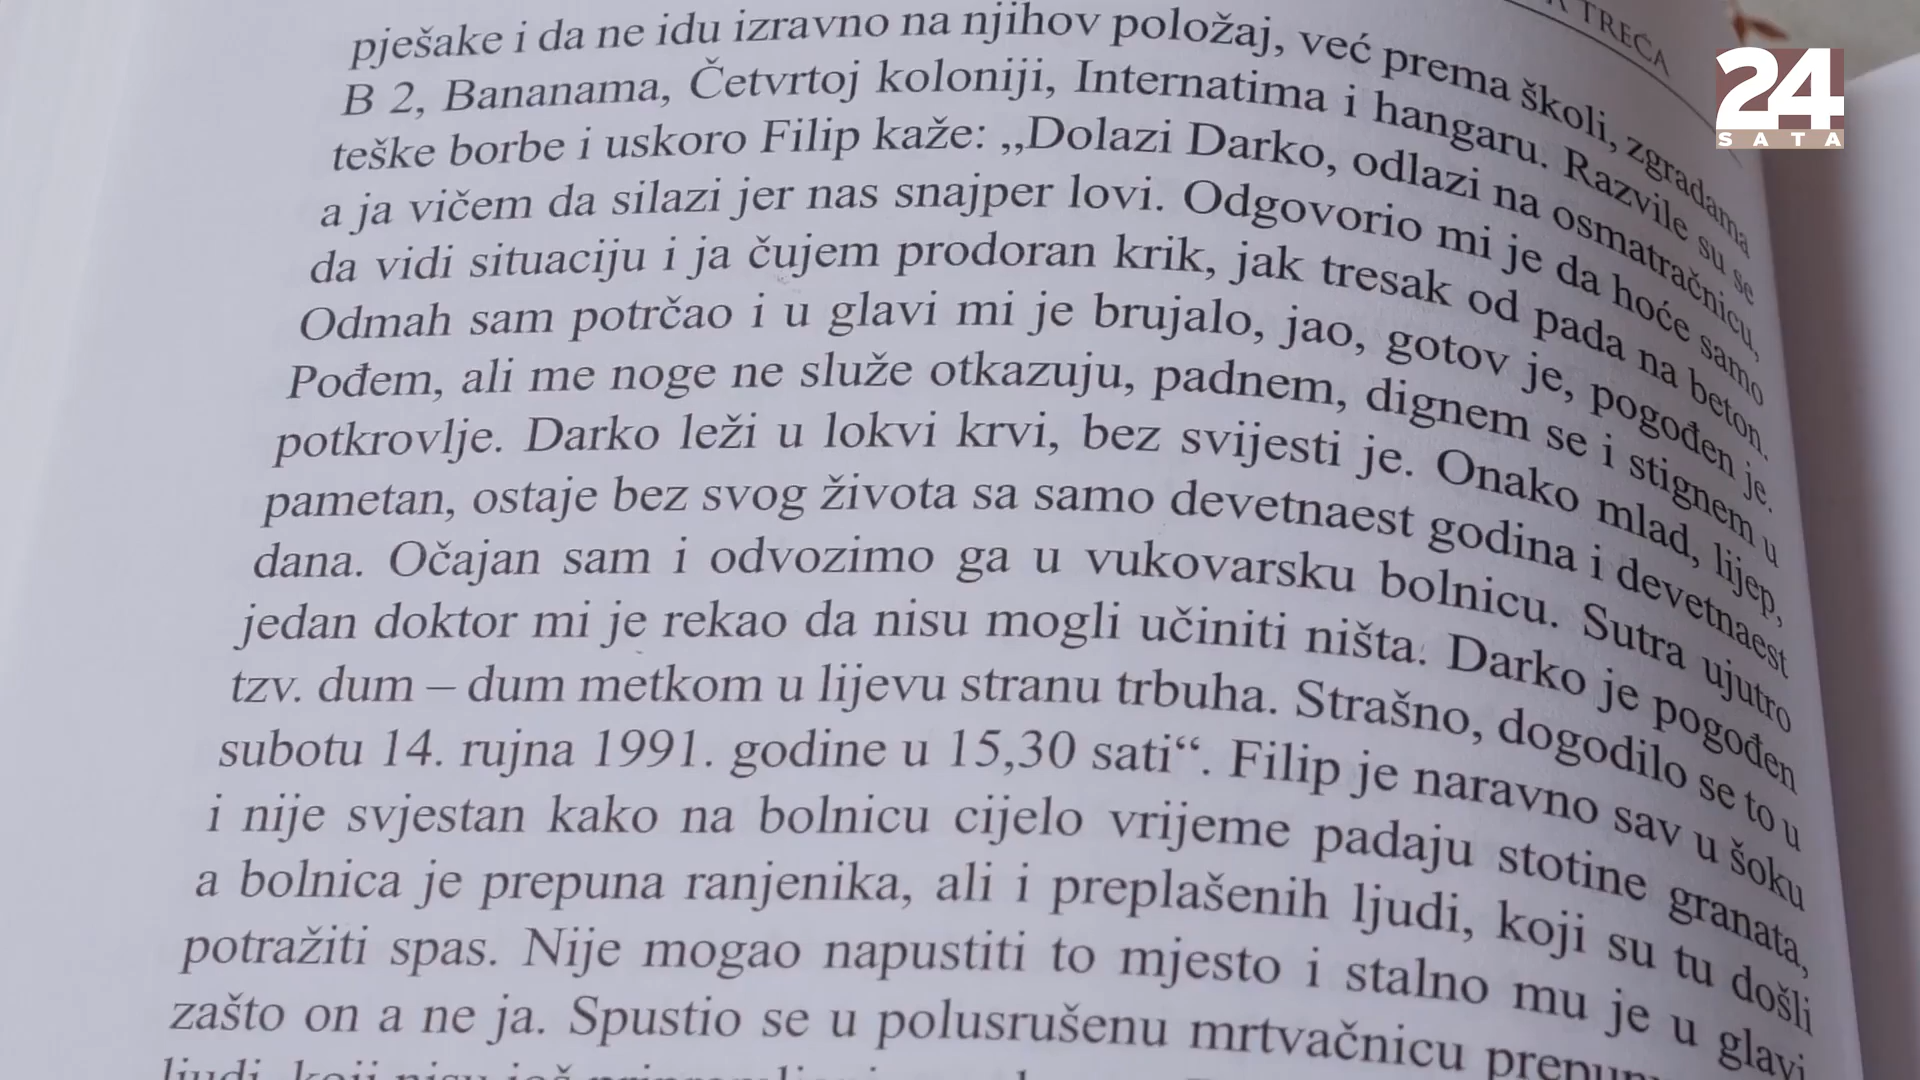 TREĆA
24
SATA
pješake i da ne idu izravno na njihov položaj, već prema školi, zgradama
B 2, Bananama, Četvrtoj koloniji, Internatima i hangaru. Razvile su se
teške borbe i uskoro Filip kaže: ,,Dolazi Darko, odlazi na osmatračnicu,
a ja vičem da silazi jer nas snajper lovi. Odgovorio mi je da hoće samo
da vidi situaciju i ja čujem prodoran krik, jak tresak od pada na beton.
Odmah sam potrčao i u glavi mi je brujalo, jao, gotov je, pogođen je.
Pođem, ali me noge ne služe otkazuju, padnem, dignem se i stignem u
potkrovlje. Darko leži u lokvi krvi, bez svijesti je. Onako mlad, lijep,
pametan, ostaje bez svog života sa samo devetnaest godina i devetnaest
dana. Očajan sam i odvozimo ga u vukovarsku bolnicu. Sutra ujutro
jedan doktor mi je rekao da nisu mogli učiniti ništa. Darko je pogođen
tzv. dum – dum metkom u lijevu stranu trbuha. Strašno, dogodilo se to u
subotu 14. rujna 1991. godine u 15,30 sati“. Filip je naravno sav u šoku
i nije svjestan kako na bolnicu cijelo vrijeme padaju stotine granata,
a bolnica je prepuna ranjenika, ali i preplašenih ljudi, koji su tu došli
potražiti spas. Nije mogao napustiti to mjesto i stalno mu je u glavi
zašto on a ne ja. Spustio se u polusrušenu mrtvačnicu
ljudi, koji nisu još